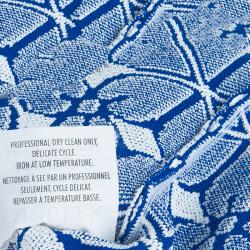 PROFESSIONAL DRY CLEAN ONLY,
DELICATE CYCLE.
IRON AT LOW TEMPERATURE.
NETTOYAGE À SEC PAR UN PROFESSIONNEL
SEULEMENT, CYCLE DÉLICAT.
REPASSER À TEMPÉRATURE BASSE.